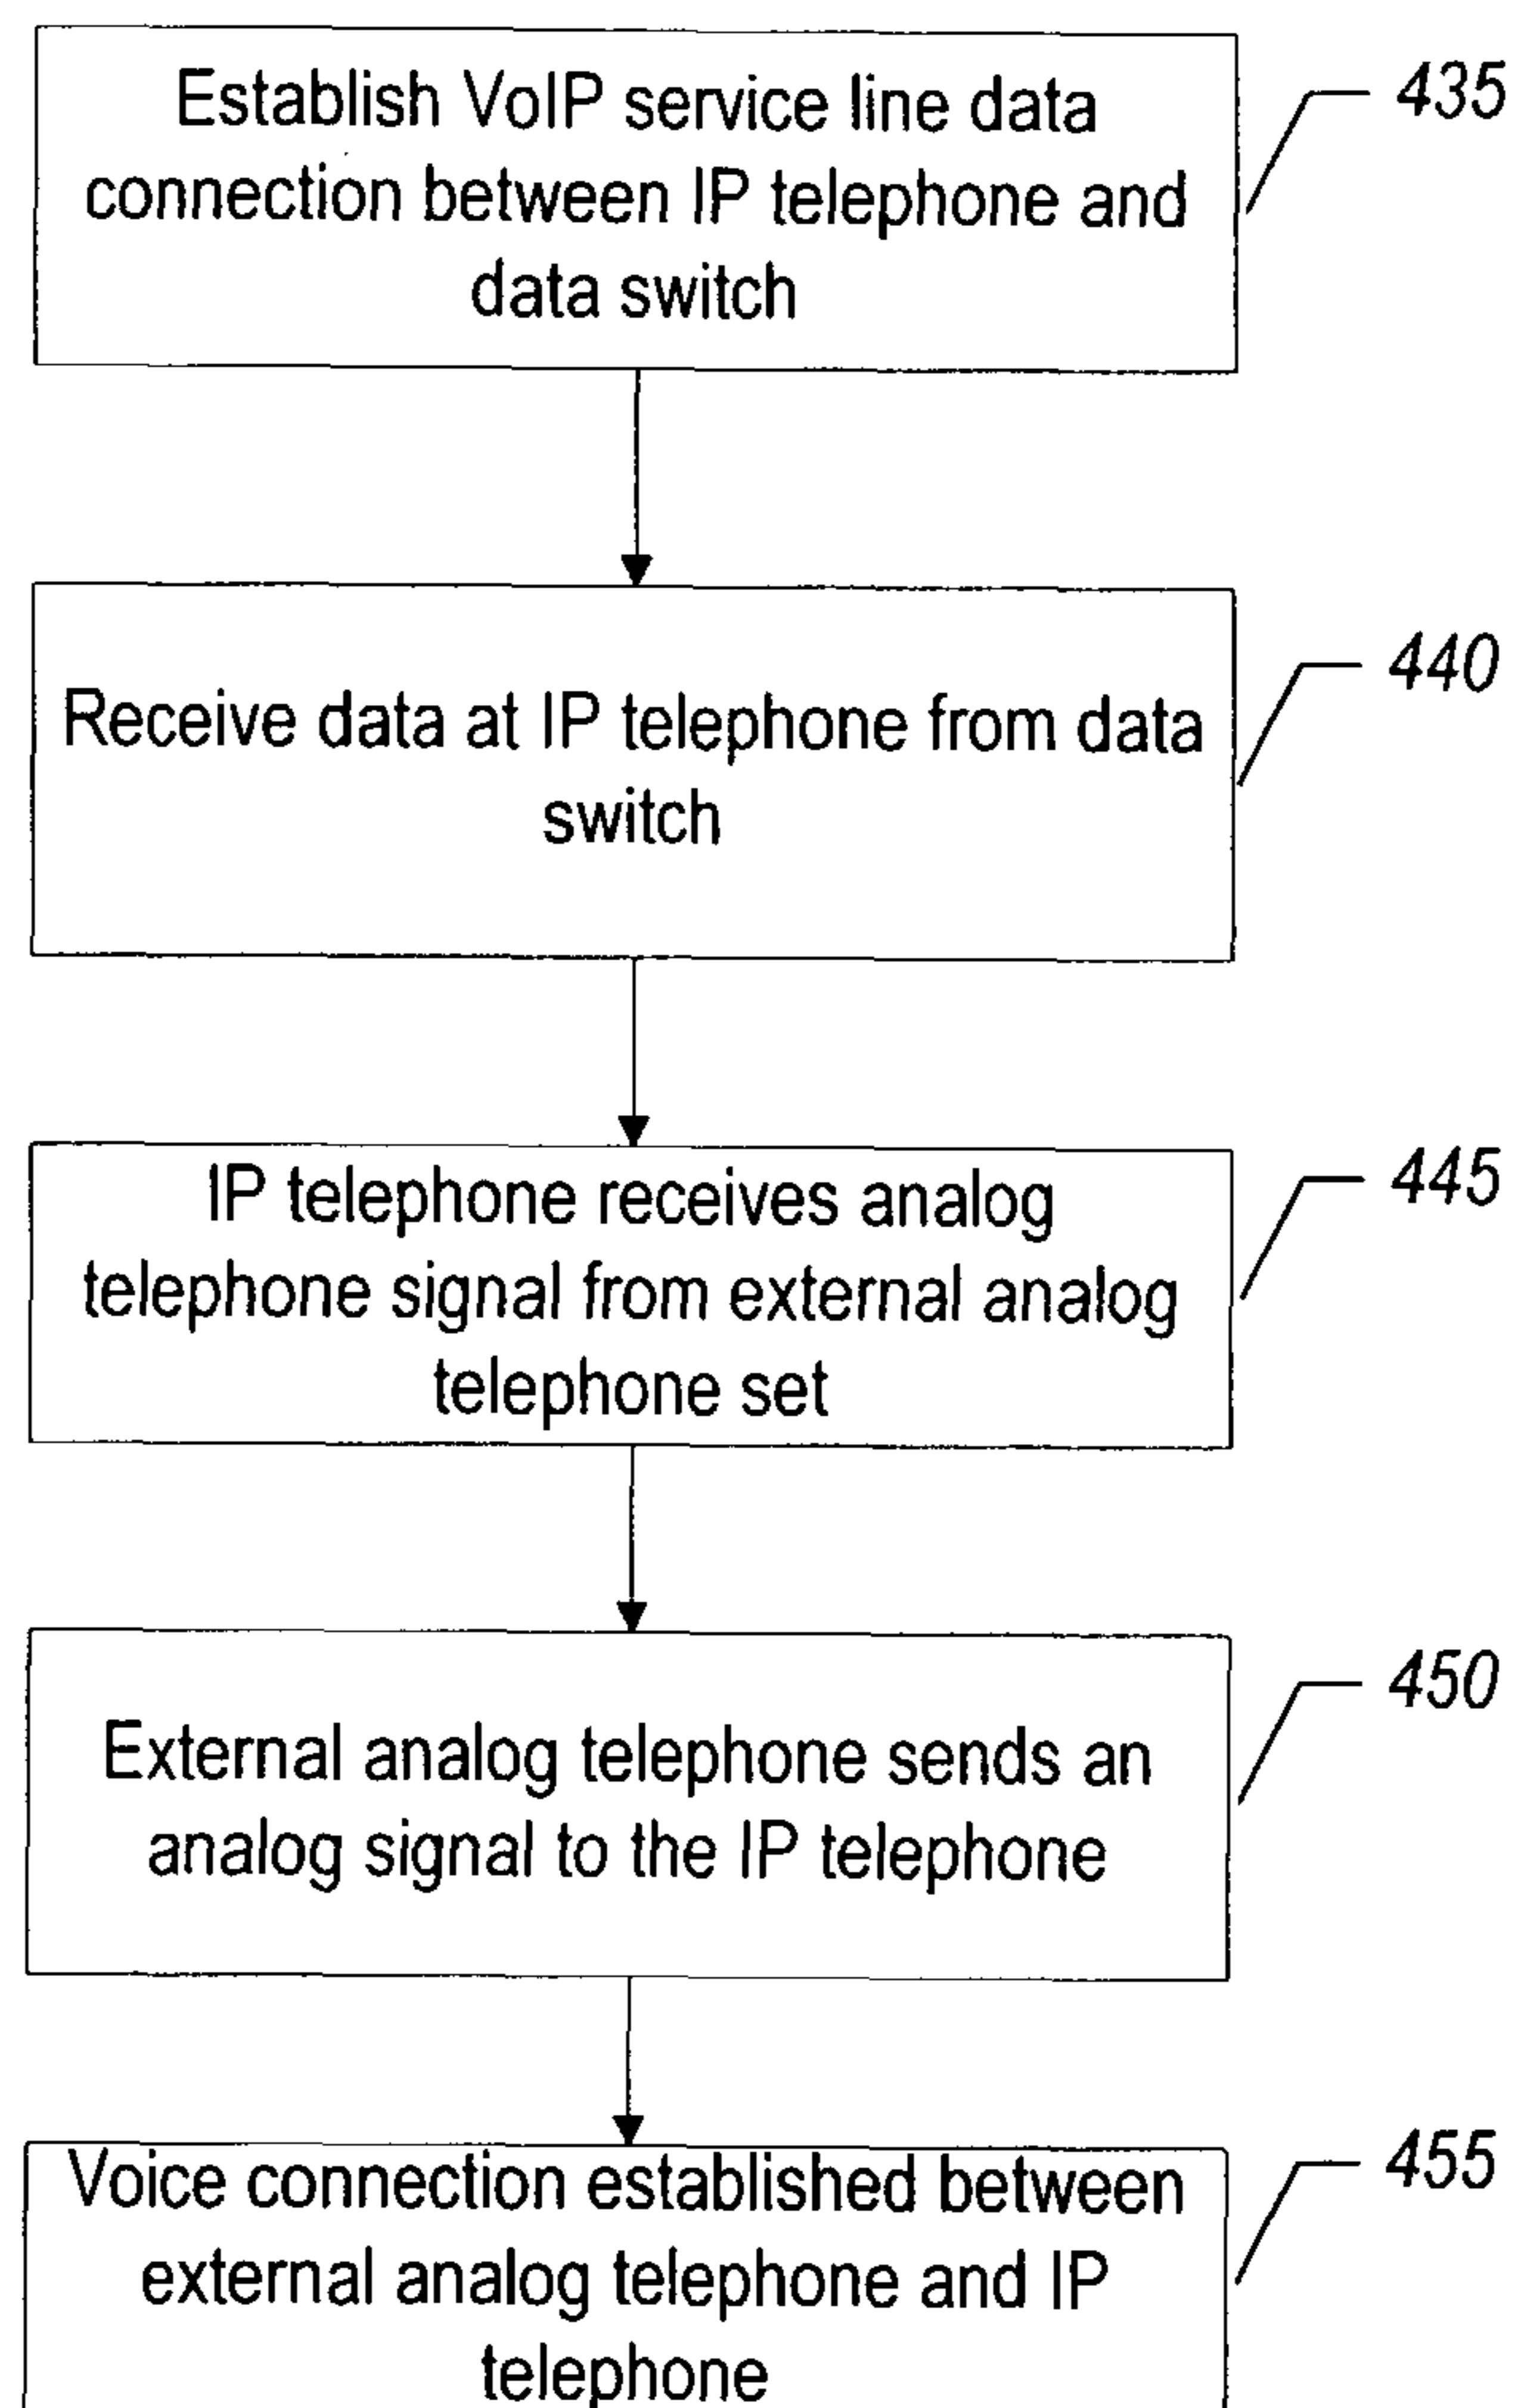 Establish VoIP service line data
connection between IP telephone and
data switch
435
Receive data at IP telephone from data
switch
440
IP telephone receives analog
telephone signal from external analog
telephone set
445
External analog telephone sends an
analog signal to the IP telephone
450
Voice connection established between
external analog telephone and IP
telephone
455